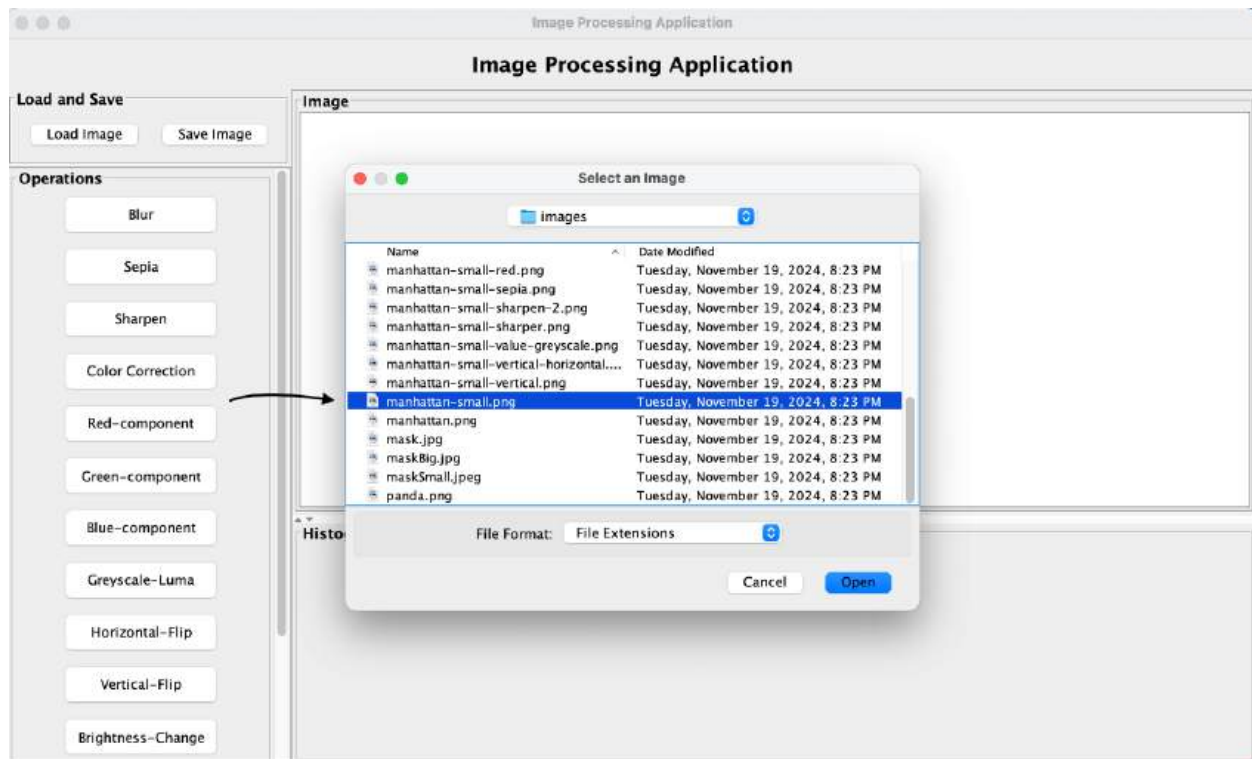 Image Processing Application
Image Processing Application
Load and Save
Load Image
Save Image
Operations
Blur
Sepia
Sharpen
Color Correction
Red-component
Green-component
Blue-component
Greyscale-Luma
Horizontal-Flip
Vertical-Flip
Brightness-Change
Image
Select an Image
images
Name Date Modified
manhattan-small-red.png Tuesday, November 19, 2024, 8:23 PM
manhattan-small-sepia.png Tuesday, November 19, 2024, 8:23 PM
manhattan-small-sharpen-2.png Tuesday, November 19, 2024, 8:23 PM
manhattan-small-sharper.png Tuesday, November 19, 2024, 8:23 PM
manhattan-small-value-greyscale.png Tuesday, November 19, 2024, 8:23 PM
manhattan-small-vertical-horizontal.... Tuesday, November 19, 2024, 8:23 PM
manhattan-small-vertical.png Tuesday, November 19, 2024, 8:23 PM
manhattan-small.png Tuesday, November 19, 2024, 8:23 PM
manhattan.png Tuesday, November 19, 2024, 8:23 PM
mask.jpg Tuesday, November 19, 2024, 8:23 PM
maskBig.jpg Tuesday, November 19, 2024, 8:23 PM
maskSmall.jpeg Tuesday, November 19, 2024, 8:23 PM
panda.png Tuesday, November 19, 2024, 8:23 PM
File Format: File Extensions
Cancel Open
Histo